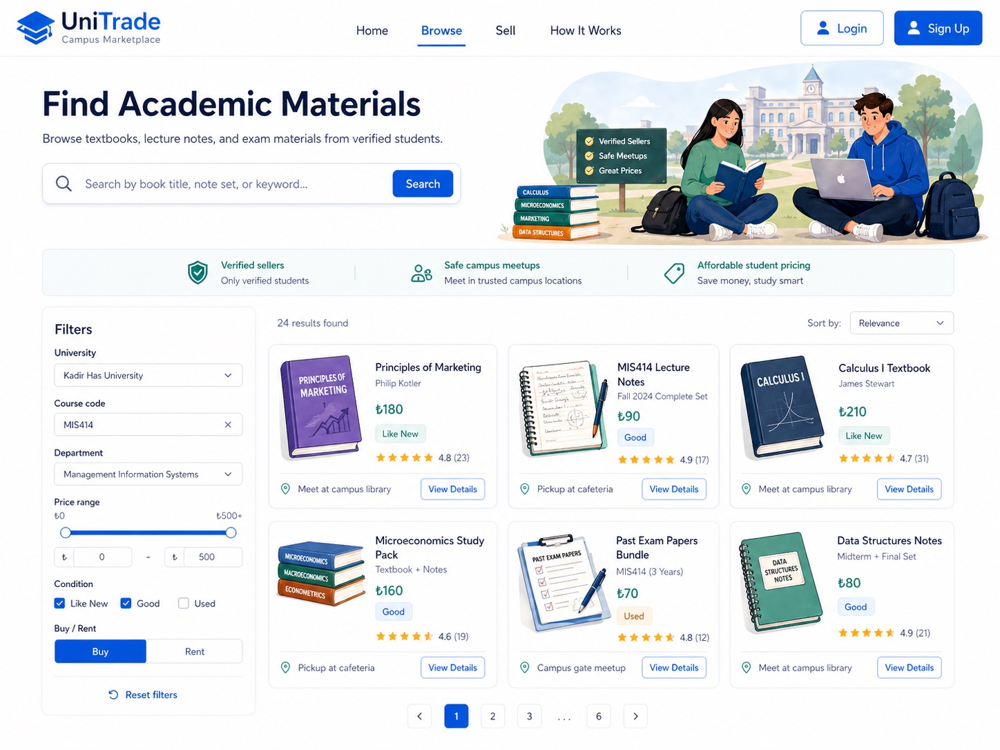 UniTrade
Campus Marketplace
Home
Browse
Sell
How It Works
Login
Sign Up
Find Academic Materials
Browse textbooks, lecture notes, and exam materials from verified students.
Search by book title, note set, or keyword...
Search
Verified Sellers
Safe Meetups
Great Prices
CALCULUS
MICROECONOMICS
MARKETING
DATA STRUCTURES
Verified sellers
Only verified students
Safe campus meetups
Meet in trusted campus locations
Affordable student pricing
Save money, study smart
Filters
University
Kadir Has University
Course code
MIS414
Department
Management Information Systems
Price range
₺0
₺500+
₺ 0
-
₺ 500
Condition
Like New
Good
Used
Buy / Rent
Buy
Rent
Reset filters
24 results found
Sort by:
Relevance
PRINCIPLES OF
MARKETING
Principles of Marketing
Philip Kotler
₺180
Like New
4.8 (23)
Meet at campus library
View Details
MIS414 Lecture
Notes
Fall 2024 Complete Set
₺90
Good
4.9 (17)
Pickup at cafeteria
View Details
CALCULUS I
Calculus I Textbook
James Stewart
₺210
Like New
4.7 (31)
Meet at campus library
View Details
MICROECONOMICS
MACROECONOMICS
ECONOMETRICS
Microeconomics Study
Pack
Textbook + Notes
₺160
Good
4.6 (19)
Pickup at cafeteria
View Details
PAST EXAM PAPERS
Past Exam Papers
Bundle
MIS414 (3 Years)
₺70
Used
4.8 (12)
Campus gate meetup
View Details
DATA
STRUCTURES
NOTES
Data Structures Notes
Midterm + Final Set
₺80
Good
4.9 (21)
Meet at campus library
View Details
1
2
3
...
6